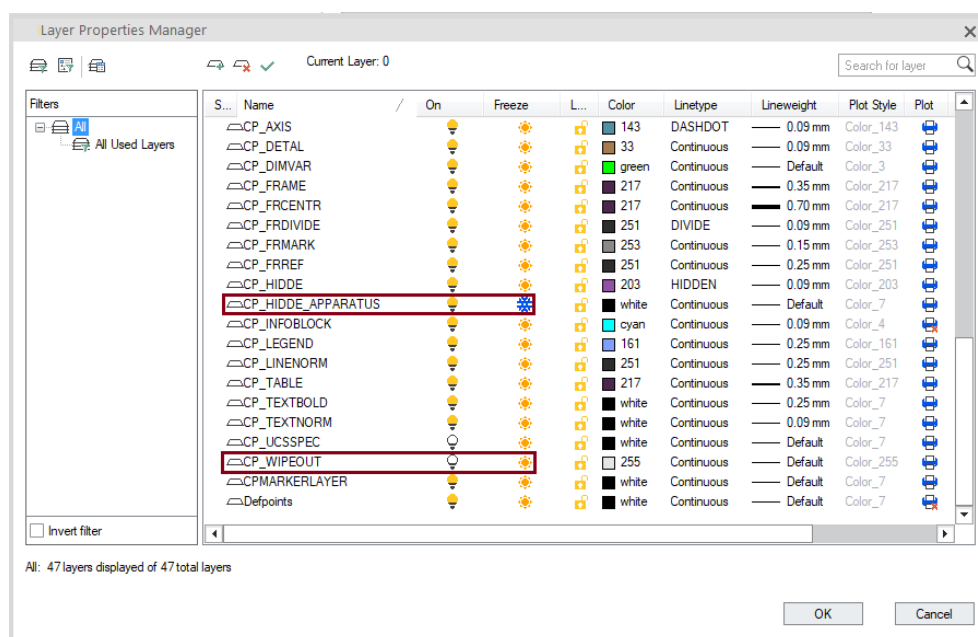 Layer Properties Manager
Current Layer: 0
Search for layer
Filters
All
All Used Layers
S... Name On Freeze L... Color Linetype Lineweight Plot Style Plot
CP_AXIS 143 DASHDOT 0.09 mm Color_143
CP_DETAL 33 Continuous 0.09 mm Color_33
CP_DIMVAR green Continuous Default Color_3
CP_FRAME 217 Continuous 0.35 mm Color_217
CP_FRCENTR 217 Continuous 0.70 mm Color_217
CP_FRDIVIDE 251 DIVIDE 0.09 mm Color_251
CP_FRMARK 253 Continuous 0.15 mm Color_253
CP_FRREF 251 Continuous 0.25 mm Color_251
CP_HIDDE 203 HIDDEN 0.09 mm Color_203
CP_HIDDE_APPARATUS white Continuous Default Color_7
CP_INFOBLOCK cyan Continuous 0.09 mm Color_4
CP_LEGEND 161 Continuous 0.25 mm Color_161
CP_LINENORM 251 Continuous 0.25 mm Color_251
CP_TABLE 217 Continuous 0.35 mm Color_217
CP_TEXTBOLD white Continuous 0.25 mm Color_7
CP_TEXTNORM white Continuous 0.09 mm Color_7
CP_UCSSPEC white Continuous Default Color_7
CP_WIPEOUT 255 Continuous Default Color_255
CPMARKERLAYER white Continuous Default Color_7
Defpoints white Continuous Default Color_7
Invert filter
All: 47 layers displayed of 47 total layers
OK Cancel